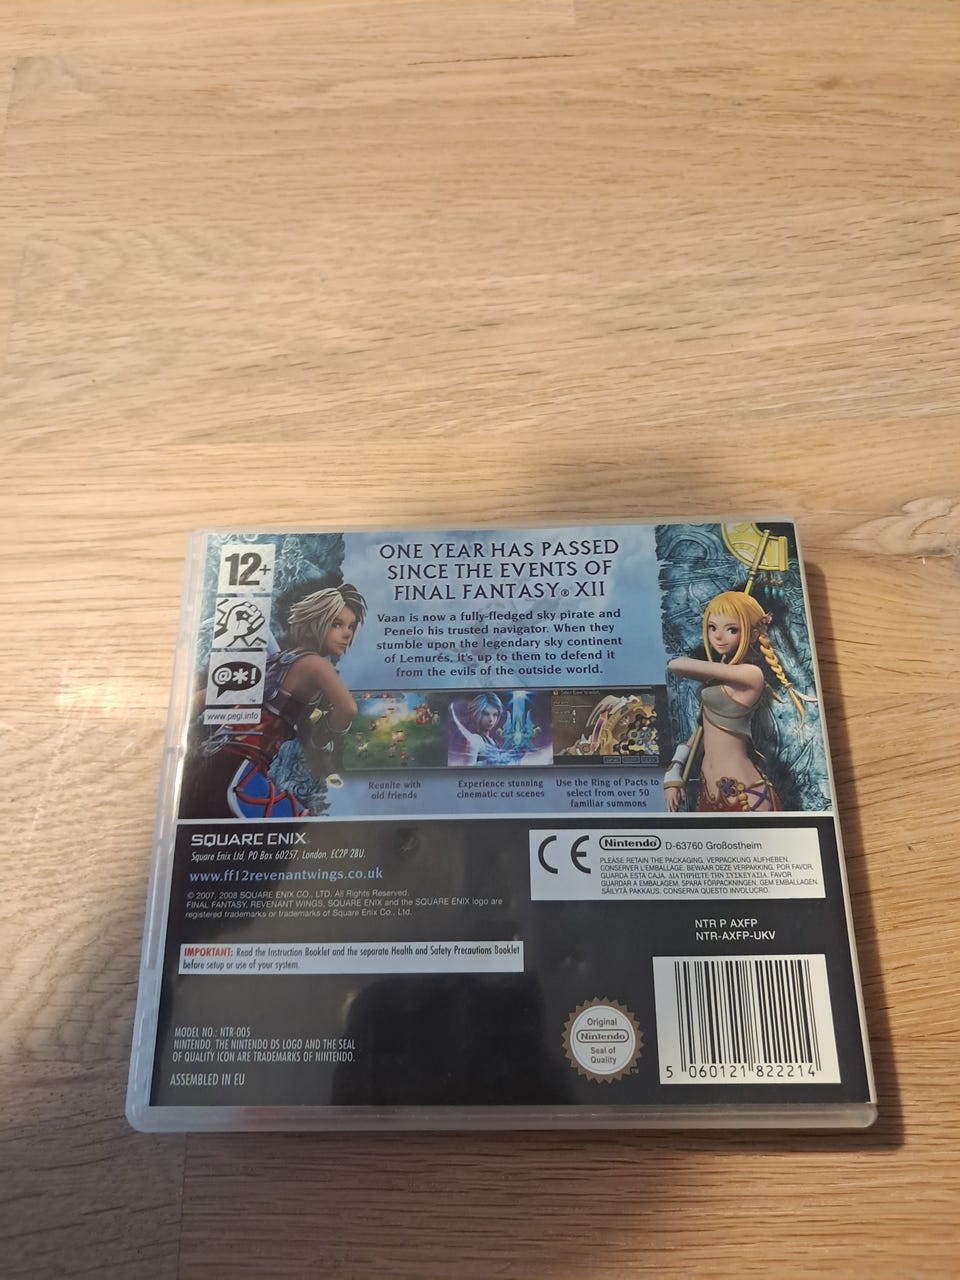 12+
@*!
TM
www.pegi.info
ONE YEAR HAS PASSED
SINCE THE EVENTS OF
FINAL FANTASY® XII
Vaan is now a fully-fledged sky pirate and
Penelo his trusted navigator. When they
stumble upon the legendary sky continent
of Lemurés, it's up to them to defend it
from the evils of the outside world.
Reunite with
old friends
Experience stunning
cinematic cut scenes
Use the Ring of Pacts to
select from over 50
familiar summons
SQUARE ENIX
Square Enix Ltd, PO Box 60257, London, EC2P 2BU.
www.ff12revenantwings.co.uk
© 2007, 2008 SQUARE ENIX CO., LTD. All Rights Reserved.
FINAL FANTASY, REVENANT WINGS, SQUARE ENIX and the SQUARE ENIX logo are
registered trademarks or trademarks of Square Enix Co., Ltd.
IMPORTANT: Read the Instruction Booklet and the separate Health and Safety Precautions Booklet
before setup or use of your system.
MODEL NO.: NTR-005
NINTENDO, THE NINTENDO DS LOGO AND THE SEAL
OF QUALITY ICON ARE TRADEMARKS OF NINTENDO.
ASSEMBLED IN EU
CE
Nintendo D-63760 Großostheim
PLEASE RETAIN THE PACKAGING. VERPACKUNG AUFHEBEN.
CONSERVER L'EMBALLAGE. BEWAAR DEZE VERPAKKING. POR FAVOR,
GUARDA ESTA CAJA. ΔΙΑΤΗΡΗΣΤΕ ΤΗΝ ΣΥΣΚΕΥΑΣΙΑ. FAVOR
GUARDAR A EMBALAGEM. SPARA FÖRPACKNINGEN. GEM EMBALLAGEN.
SÄILYTÄ PAKKAUS. CONSERVA QUESTO INVOLUCRO.
NTR P AXFP
NTR-AXFP-UKV
Original
Nintendo
Seal of
Quality
TM
5 060121 822214